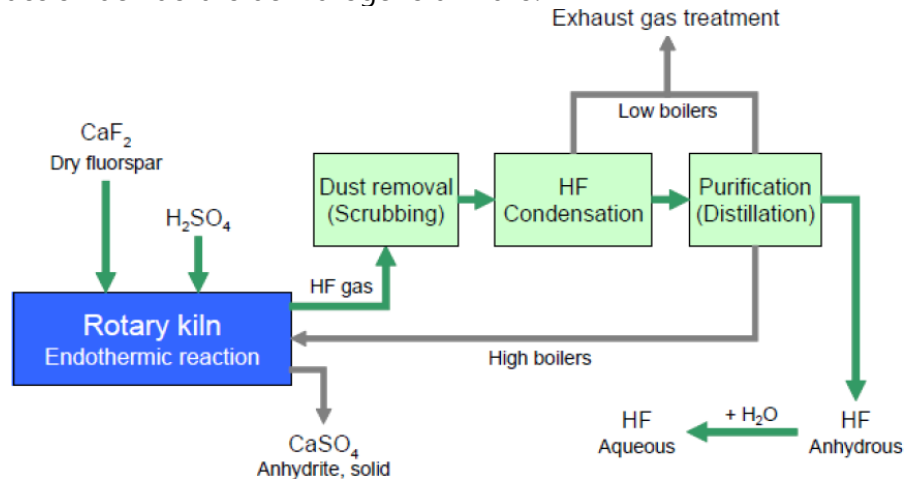 Exhaust gas treatment
Low boilers
CaF₂
Dry fluorspar
H₂SO₄
Dust removal
(Scrubbing)
HF
Condensation
Purification
(Distillation)
HF gas
Rotary kiln
Endothermic reaction
High boilers
CaSO₄
Anhydrite, solid
HF
Aqueous
+ H₂O
HF
Anhydrous